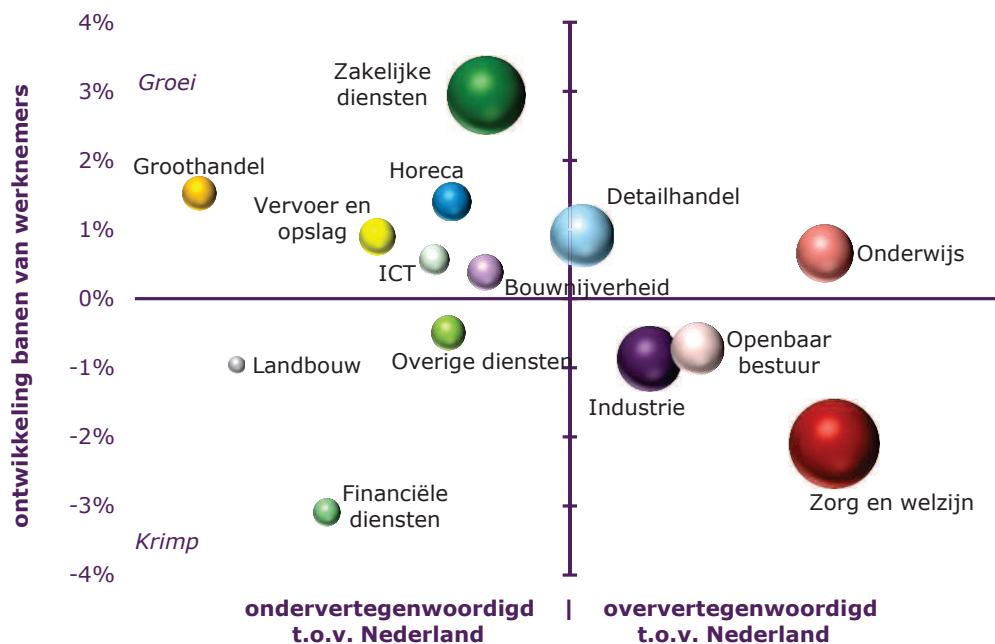 ontwikkeling banen van werknemers
4%
3%
2%
1%
0%
-1%
-2%
-3%
-4%
Groei
Krimp
Zakelijke
diensten
Groothandel
Horeca
Vervoer en
opslag
ICT
Bouwnijverheid
Detailhandel
Onderwijs
Landbouw
Overige diensten
Openbaar
bestuur
Industrie
Financiële
diensten
Zorg en welzijn
ondervertegenwoordigd | oververtegenwoordigd
t.o.v. Nederland t.o.v. Nederland